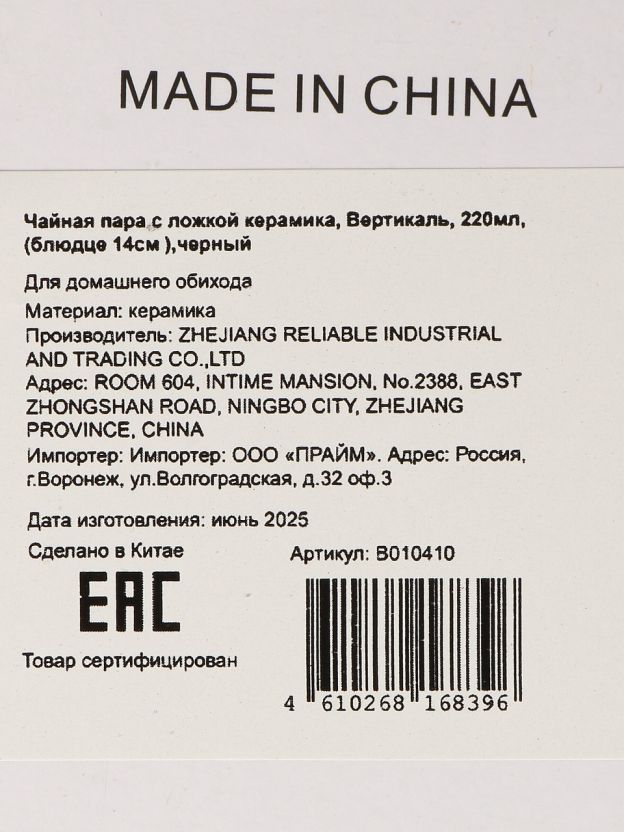 MADE IN CHINA
Чайная пара с ложкой керамика, Вертикаль, 220мл,
(блюдце 14см ),черный
Для домашнего обихода
Материал: керамика
Производитель: ZHEJIANG RELIABLE INDUSTRIAL
AND TRADING CO.,LTD
Адрес: ROOM 604, INTIME MANSION, No.2388, EAST
ZHONGSHAN ROAD, NINGBO CITY, ZHEJIANG
PROVINCE, CHINA
Импортер: Импортер: ООО «ПРАЙМ». Адрес: Россия,
г.Воронеж, ул.Волгоградская, д.32 оф.3
Дата изготовления: июнь 2025
Сделано в Китае
Артикул: B010410
EAC
Товар сертифицирован
4 610268 168396